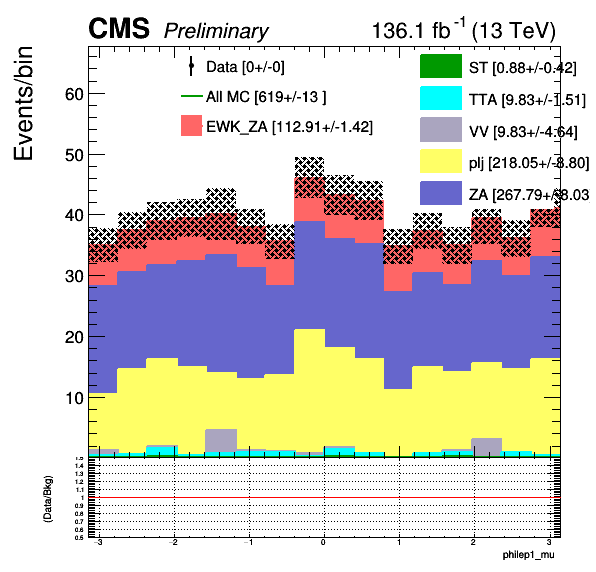 CMS Preliminary 136.1 fb-1 (13 TeV)
Events/bin
60
50
40
30
20
10
Data [0+/-0]
All MC [619+/-13 ]
EWK_ZA [112.91+/-1.42]
ST [0.88+/-0.42]
TTA [9.83+/-1.51]
VV [9.83+/-4.64]
plj [218.05+/-8.80]
ZA [267.79+/-8.03
(Data/Bkg)
1.5
1.4
1.3
1.2
1.1
1
0.9
0.8
0.7
0.6
0.5
−3 −2 −1 0 1 2 3
philep1_mu